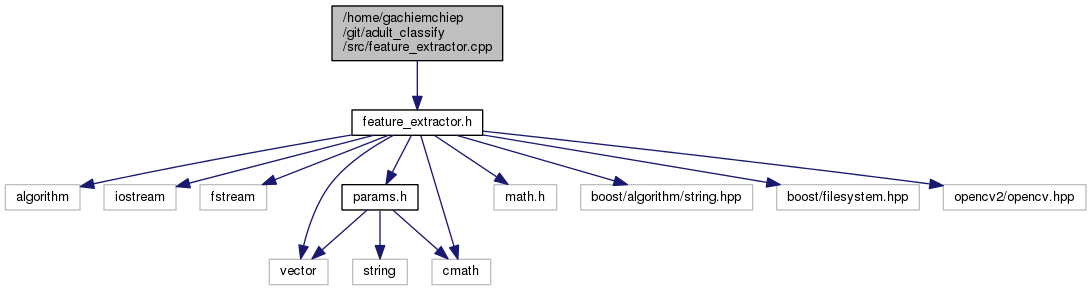 /home/gachiemchiep
/git/adult_classify
/src/feature_extractor.cpp
feature_extractor.h
algorithm
iostream
fstream
params.h
math.h
boost/algorithm/string.hpp
boost/filesystem.hpp
opencv2/opencv.hpp
vector
string
cmath